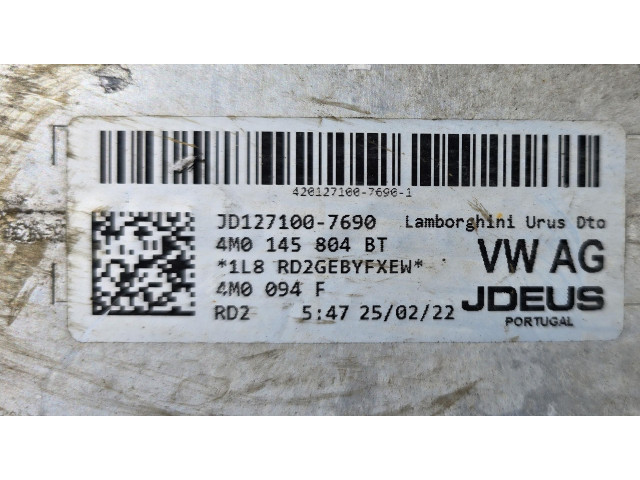 420127100-7690-1
JD127100-7690 Lamborghini Urus Dto
4M0 145 804 BT
VW AG
*1L8 RD2GEBYFXEW*
4M0 094 F
JDEUS
PORTUGAL
RD2 5:47 25/02/22